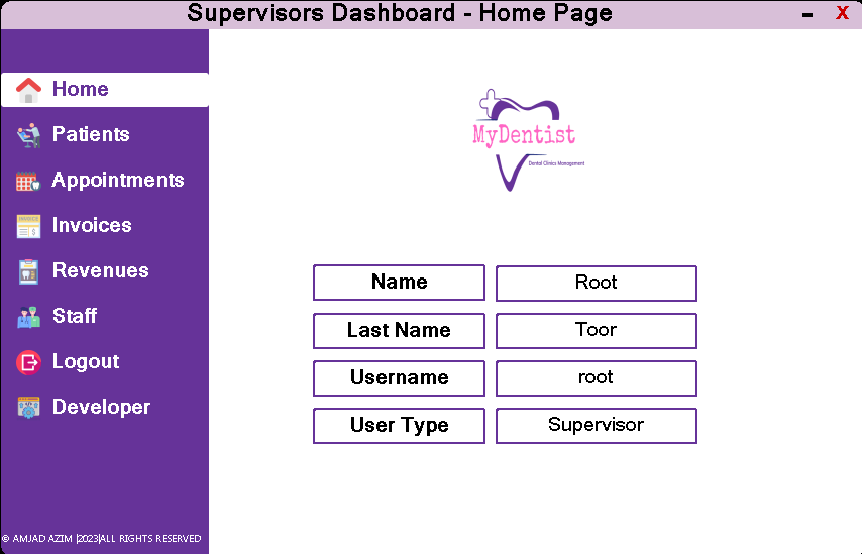 Supervisors Dashboard - Home Page
X
Home
Patients
Appointments
Invoices
Revenues
Staff
Logout
Developer
© AMJAD AZIM |2023|ALL RIGHTS RESERVED
MyDentist
Dental Clinics Management
Name Root
Last Name Toor
Username root
User Type Supervisor